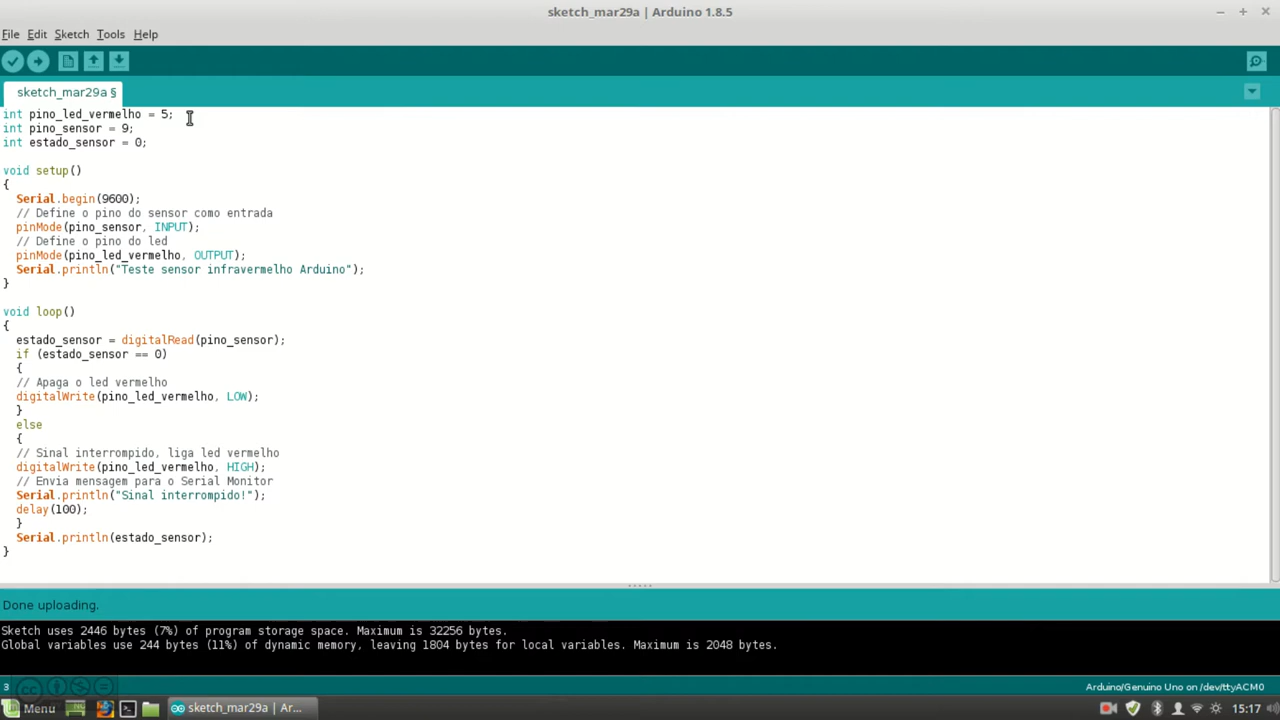 sketch_mar29a | Arduino 1.8.5
File Edit Sketch Tools Help
sketch_mar29a §
int pino_led_vermelho = 5;
int pino_sensor = 9;
int estado_sensor = 0;
void setup()
{
Serial.begin(9600);
// Define o pino do sensor como entrada
pinMode(pino_sensor, INPUT);
// Define o pino do led
pinMode(pino_led_vermelho, OUTPUT);
Serial.println("Teste sensor infravermelho Arduino");
}
void loop()
{
estado_sensor = digitalRead(pino_sensor);
if (estado_sensor == 0)
{
// Apaga o led vermelho
digitalWrite(pino_led_vermelho, LOW);
}
else
{
// Sinal interrompido, liga led vermelho
digitalWrite(pino_led_vermelho, HIGH);
// Envia mensagem para o Serial Monitor
Serial.println("Sinal interrompido!");
delay(100);
}
Serial.println(estado_sensor);
}
Done uploading.
Sketch uses 2446 bytes (7%) of program storage space. Maximum is 32256 bytes.
Global variables use 244 bytes (11%) of dynamic memory, leaving 1804 bytes for local variables. Maximum is 2048 bytes.
3 Arduino/Genuino Uno on /dev/ttyACM0
Menu sketch_mar29a | Ar... 15:17